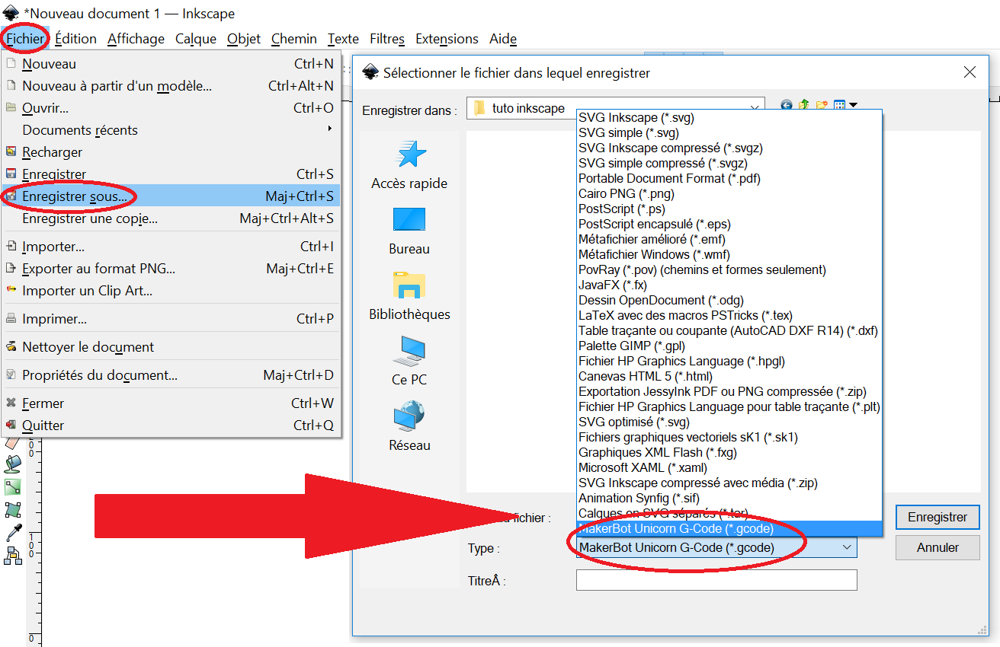 *Nouveau document 1 — Inkscape
Fichier Édition Affichage Calque Objet Chemin Texte Filtres Extensions Aide
Nouveau Ctrl+N
Nouveau à partir d'un modèle... Ctrl+Alt+N
Ouvrir... Ctrl+O
Documents récents
Recharger
Enregistrer Ctrl+S
Enregistrer sous... Maj+Ctrl+S
Enregistrer une copie... Maj+Ctrl+Alt+S
Importer... Ctrl+I
Exporter au format PNG... Maj+Ctrl+E
Importer un Clip Art...
Imprimer... Ctrl+P
Nettoyer le document
Propriétés du document... Maj+Ctrl+D
Fermer Ctrl+W
Quitter Ctrl+Q
0
0
1
0
0
0
Sélectionner le fichier dans lequel enregistrer
Enregistrer dans : tuto inkscape
Accès rapide
Bureau
Bibliothèques
Ce PC
Réseau
SVG Inkscape (*.svg)
SVG simple (*.svg)
SVG Inkscape compressé (*.svgz)
SVG simple compressé (*.svgz)
Portable Document Format (*.pdf)
Cairo PNG (*.png)
PostScript (*.ps)
PostScript encapsulé (*.eps)
Métafichier amélioré (*.emf)
Métafichier Windows (*.wmf)
PovRay (*.pov) (chemins et formes seulement)
JavaFX (*.fx)
Dessin OpenDocument (*.odg)
LaTeX avec des macros PSTricks (*.tex)
Table traçante ou coupante (AutoCAD DXF R14) (*.dxf)
Palette GIMP (*.gpl)
Fichier HP Graphics Language (*.hpgl)
Canevas HTML 5 (*.html)
Exportation JessyInk PDF ou PNG compressée (*.zip)
Fichier HP Graphics Language pour table traçante (*.plt)
SVG optimisé (*.svg)
Fichiers graphiques vectoriels sK1 (*.sk1)
Graphiques XML Flash (*.fxg)
Microsoft XAML (*.xaml)
SVG Inkscape compressé avec média (*.zip)
Animation Synfig (*.sif)
Calques en SVG séparés (*.tar)
MakerBot Unicorn G-Code (*.gcode)
fichier :
Type : MakerBot Unicorn G-Code (*.gcode)
TitreÂ :
Enregistrer
Annuler